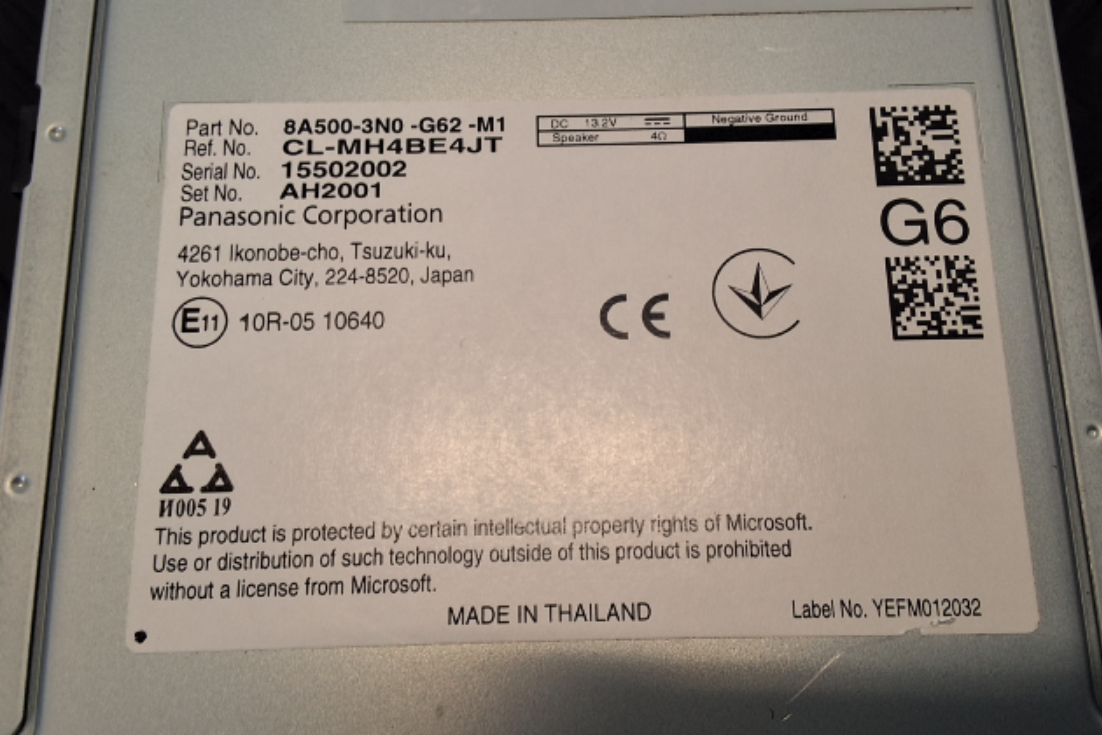 Part No. 8A500-3N0 -G62 -M1
Ref. No. CL-MH4BE4JT
Serial No. 15502002
Set No. AH2001
Panasonic Corporation
4261 Ikonobe-cho, Tsuzuki-ku,
Yokohama City, 224-8520, Japan
E11 10R-05 10640
DC 13.2V Negative Ground
Speaker 4Ω
G6
CE
И005 19
This product is protected by certain intellectual property rights of Microsoft.
Use or distribution of such technology outside of this product is prohibited
without a license from Microsoft.
MADE IN THAILAND
Label No. YEFM012032